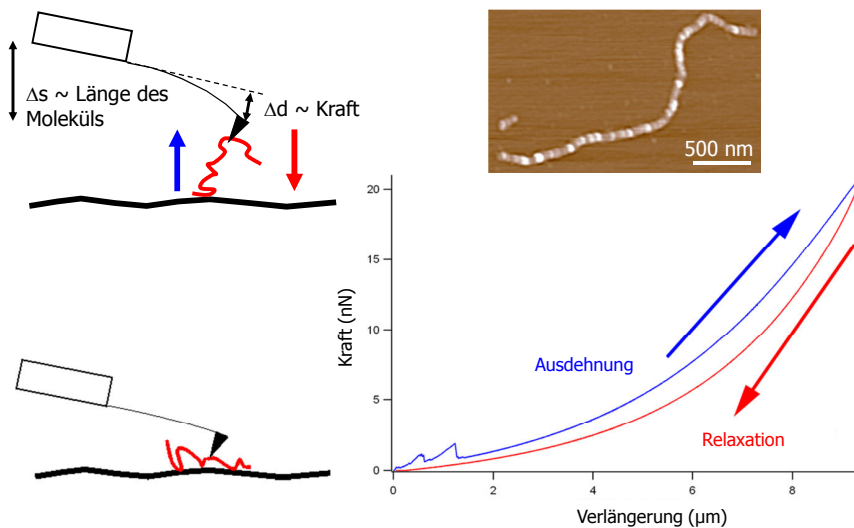 Δs ~ Länge des
Moleküls
Δd ~ Kraft
500 nm
20
15
10
5
0
Kraft (nN)
Ausdehnung
Relaxation
0
2
4
6
8
Verlängerung (µm)